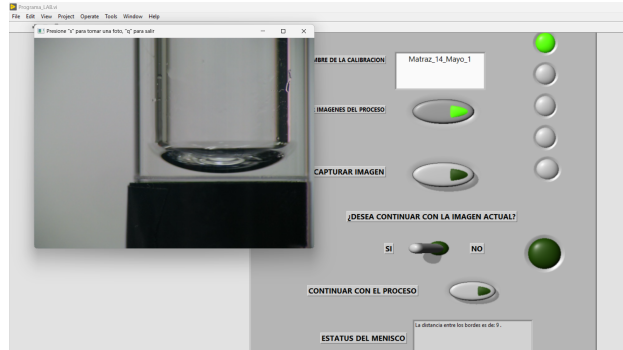 Programa_LAB.vi
File Edit View Project Operate Tools Window Help
Presione "s" para tomar una foto, "q" para salir
MBRE DE LA CALIBRACION
Matraz_14_Mayo_1
IMAGENES DEL PROCESO
CAPTURAR IMAGEN
¿DESEA CONTINUAR CON LA IMAGEN ACTUAL?
SI NO
CONTINUAR CON EL PROCESO
La distancia entre los bordes es de: 9 .
ESTATUS DEL MENISCO